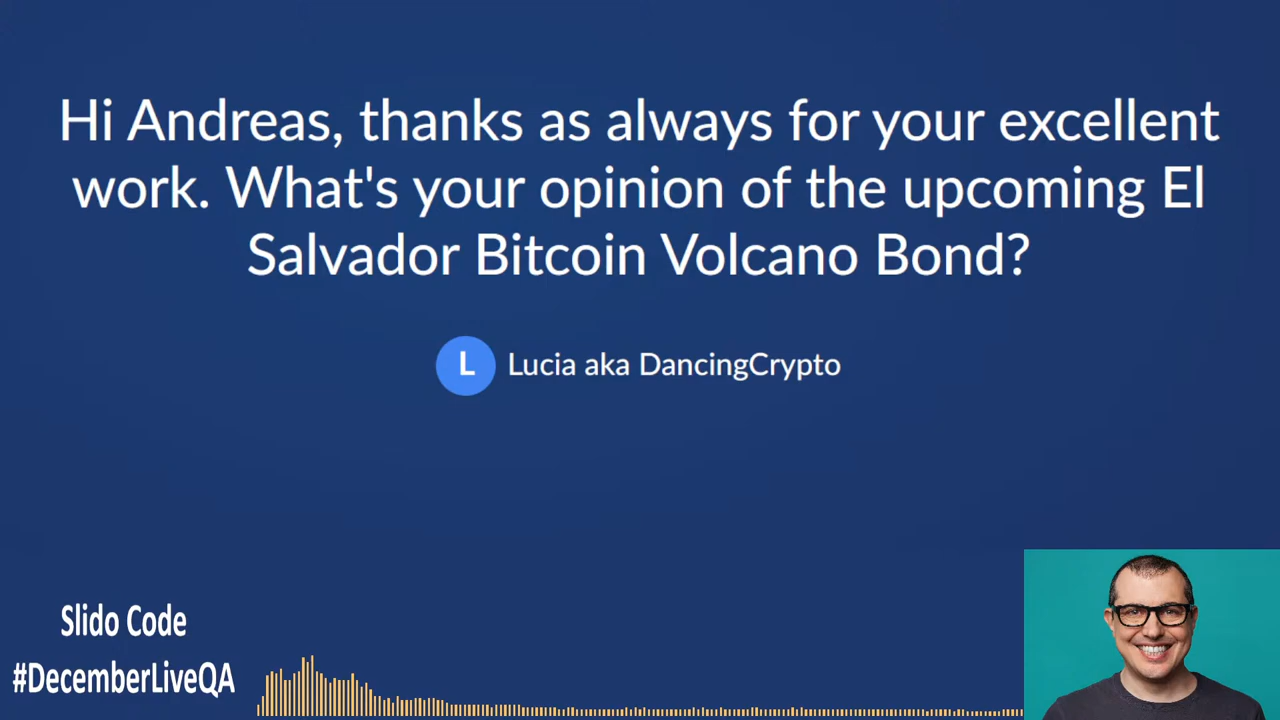 Hi Andreas, thanks as always for your excellent
work. What's your opinion of the upcoming El
Salvador Bitcoin Volcano Bond?
L
Lucia aka DancingCrypto
Slido Code
#DecemberLiveQA